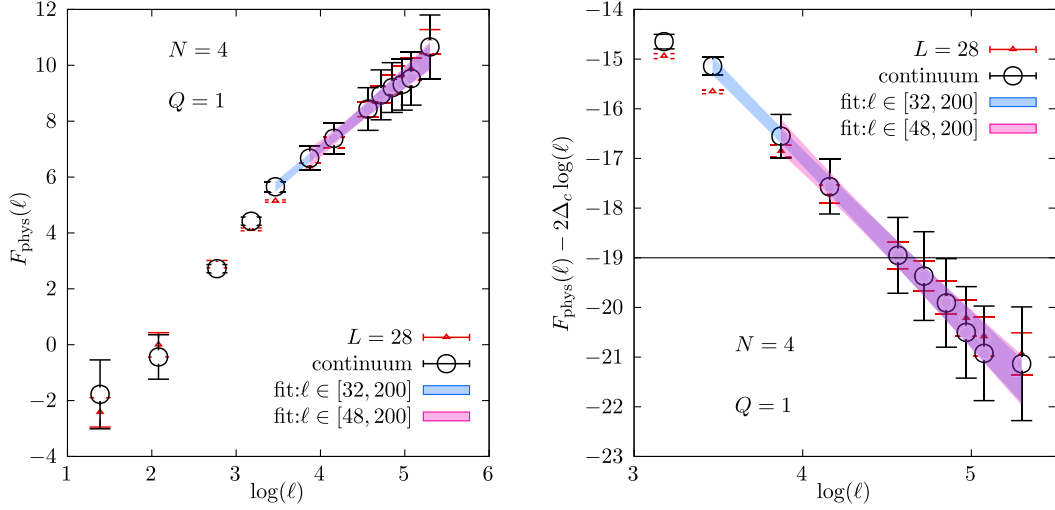 12
10
8
6
4
2
0
−2
−4
1
2
3
4
5
6
F_phys(ℓ)
log(ℓ)
N = 4
Q = 1
L = 28
continuum
fit:ℓ ∈ [32, 200]
fit:ℓ ∈ [48, 200]
−14
−15
−16
−17
−18
−19
−20
−21
−22
−23
3
4
5
F_phys(ℓ) − 2Δ_c log(ℓ)
log(ℓ)
L = 28
continuum
fit:ℓ ∈ [32, 200]
fit:ℓ ∈ [48, 200]
N = 4
Q = 1